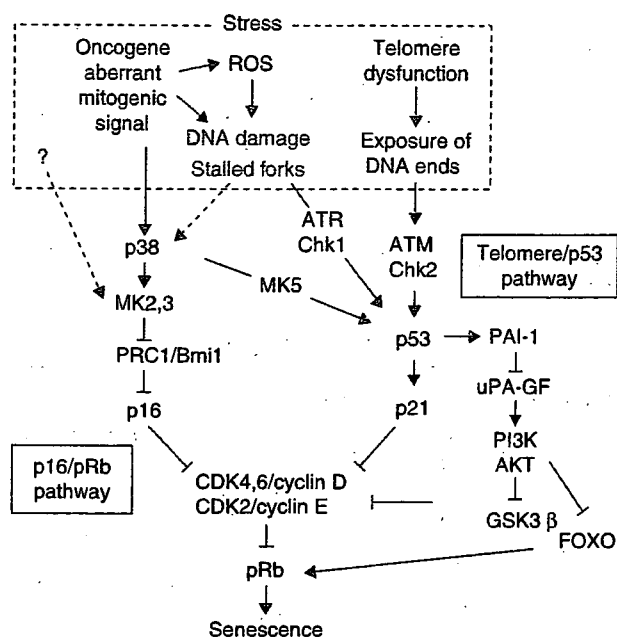 Stress
Oncogene
aberrant
mitogenic
signal
ROS
DNA damage
Stalled forks
Telomere
dysfunction
Exposure of
DNA ends
?
p38
MK2,3
PRC1/Bmi1
p16
MK5
ATR
Chk1
ATM
Chk2
Telomere/p53
pathway
p53
PAI-1
uPA-GF
p21
PI3K
AKT
GSK3 β
FOXO
p16/pRb
pathway
CDK4,6/cyclin D
CDK2/cyclin E
pRb
Senescence